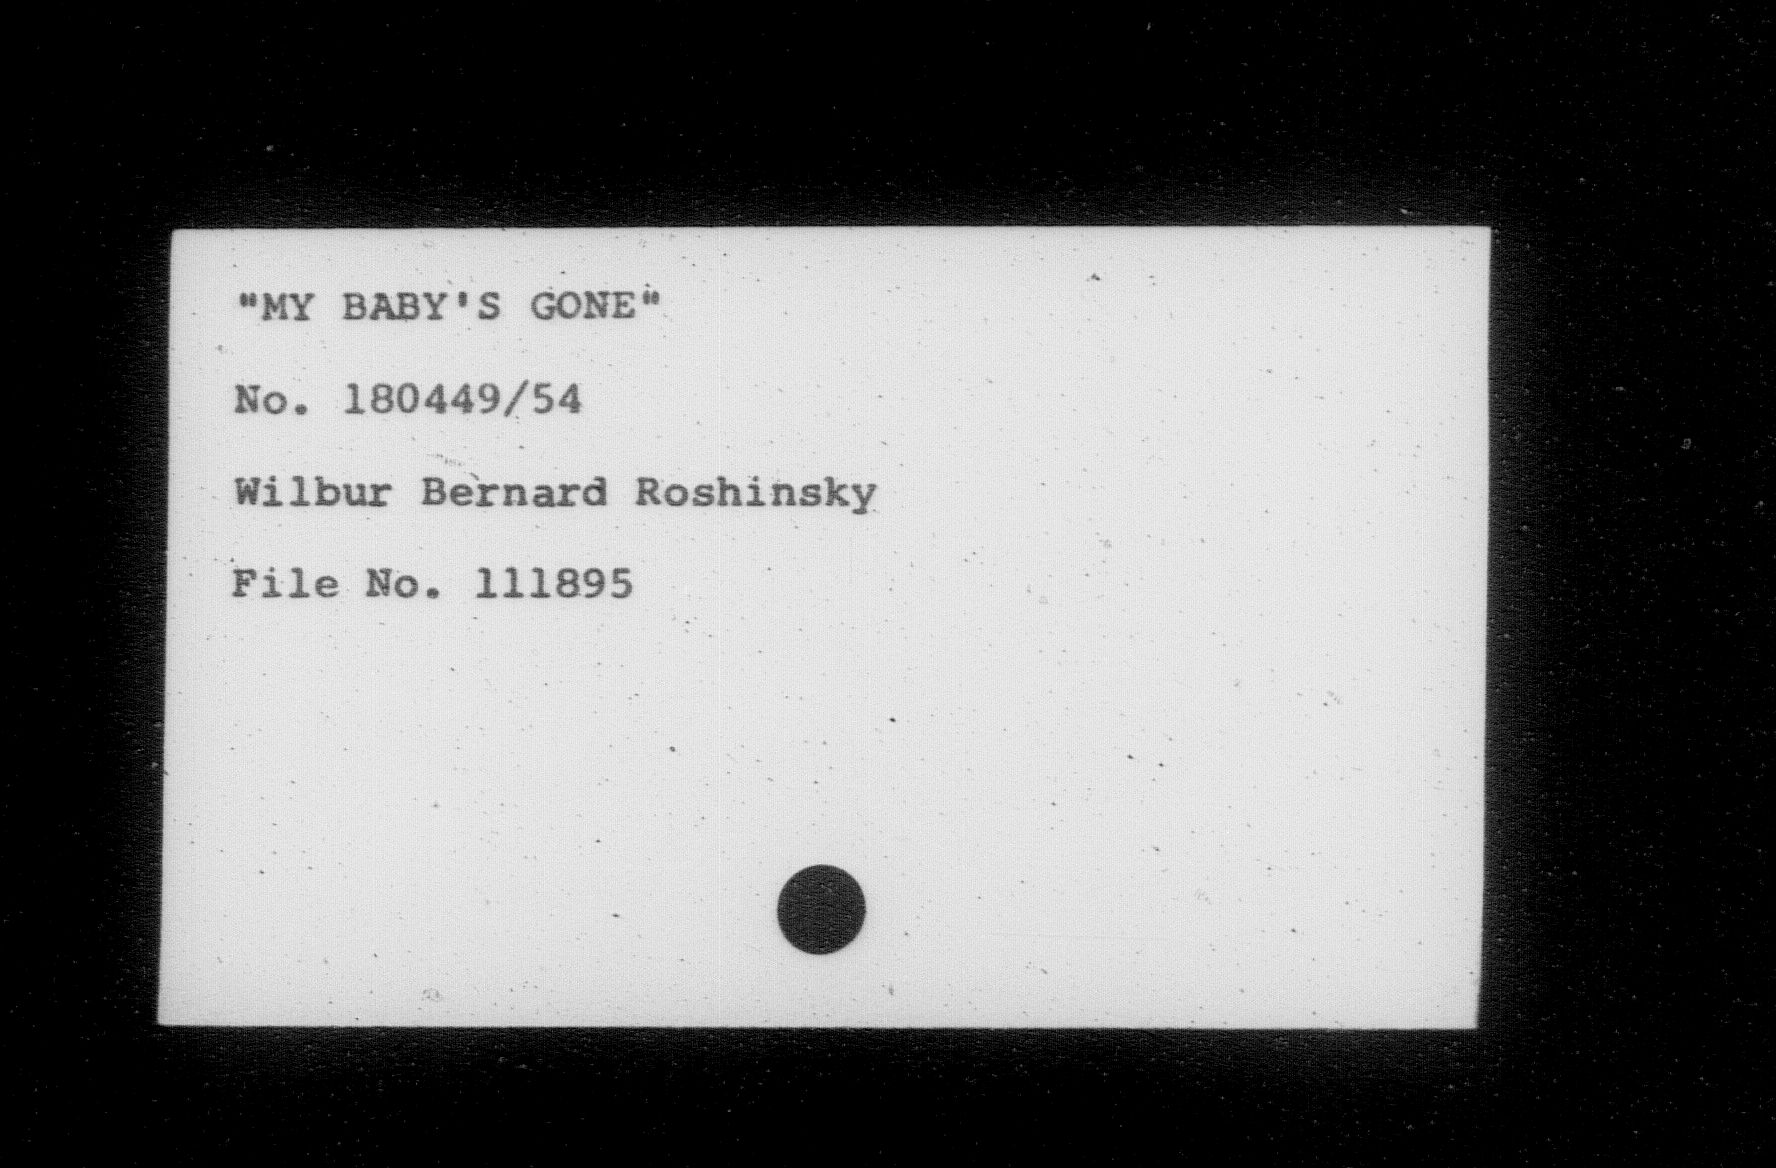 "MY BABY'S GONE"
No. 180449/54
Wilbur Bernard Roshinsky
File No. 111895